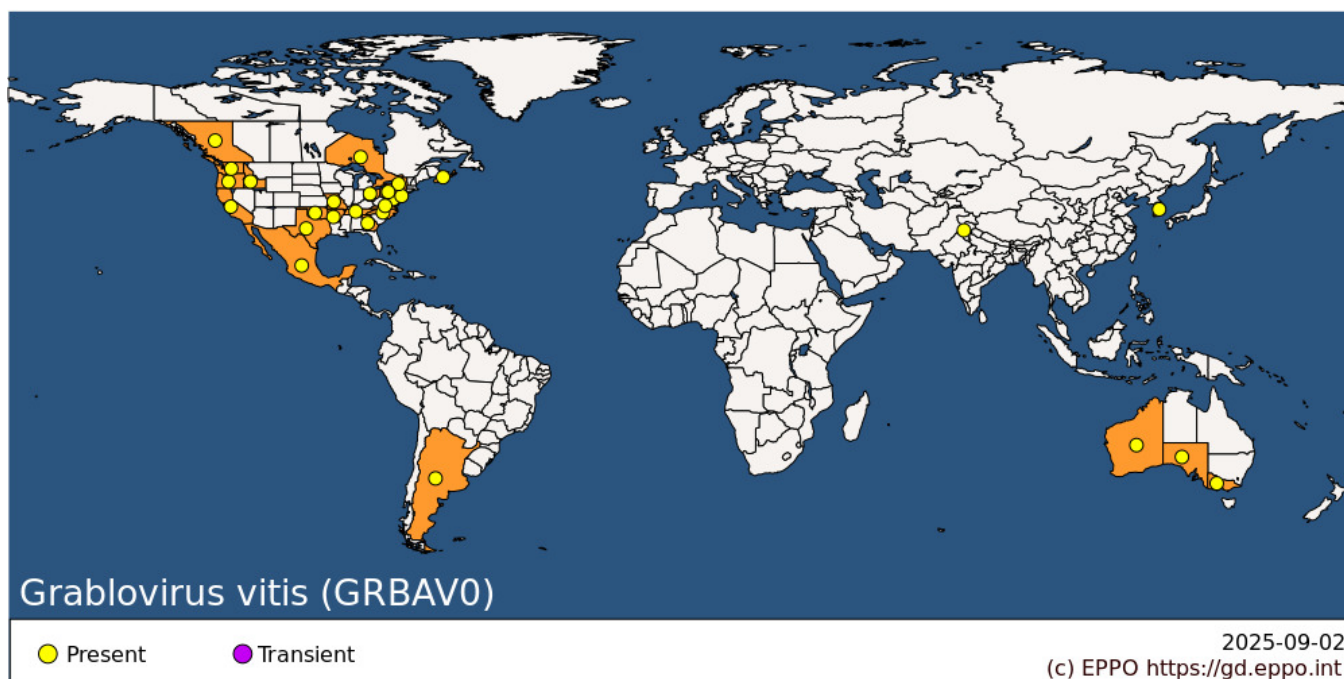 Grablovirus vitis (GRBAV0)
Present
Transient
2025-09-02
(c) EPPO https://gd.eppo.int